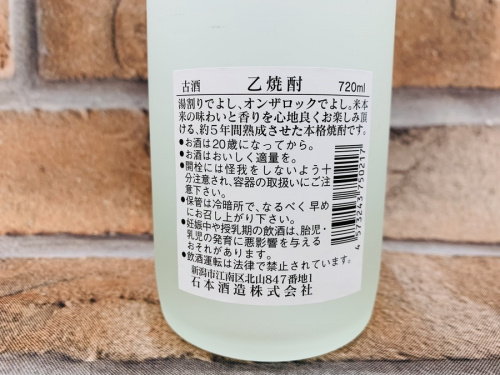 古酒 乙焼酎 720ml
湯割りでよし、オンザロックでよし。米本
来の味わいと香りを心地良くお楽しみ頂
ける、約5年間熟成させた本格焼酎です。
●お酒は20歳になってから。
●お酒はおいしく適量を。
●開栓には怪我をしないよう十
分注意され、容器の取扱いにご注
意下さい。
●保管は冷暗所で、なるべく早め
にお召し上がり下さい。
●妊娠中や授乳期の飲酒は、胎児・
乳児の発育に悪影響を与える
おそれがあります。
●飲酒運転は法律で禁止されています。
新潟市江南区北山847番地1
石本酒造株式会社
4 573243 750217